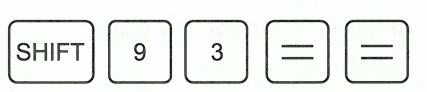 SHIFT 9 3 = =